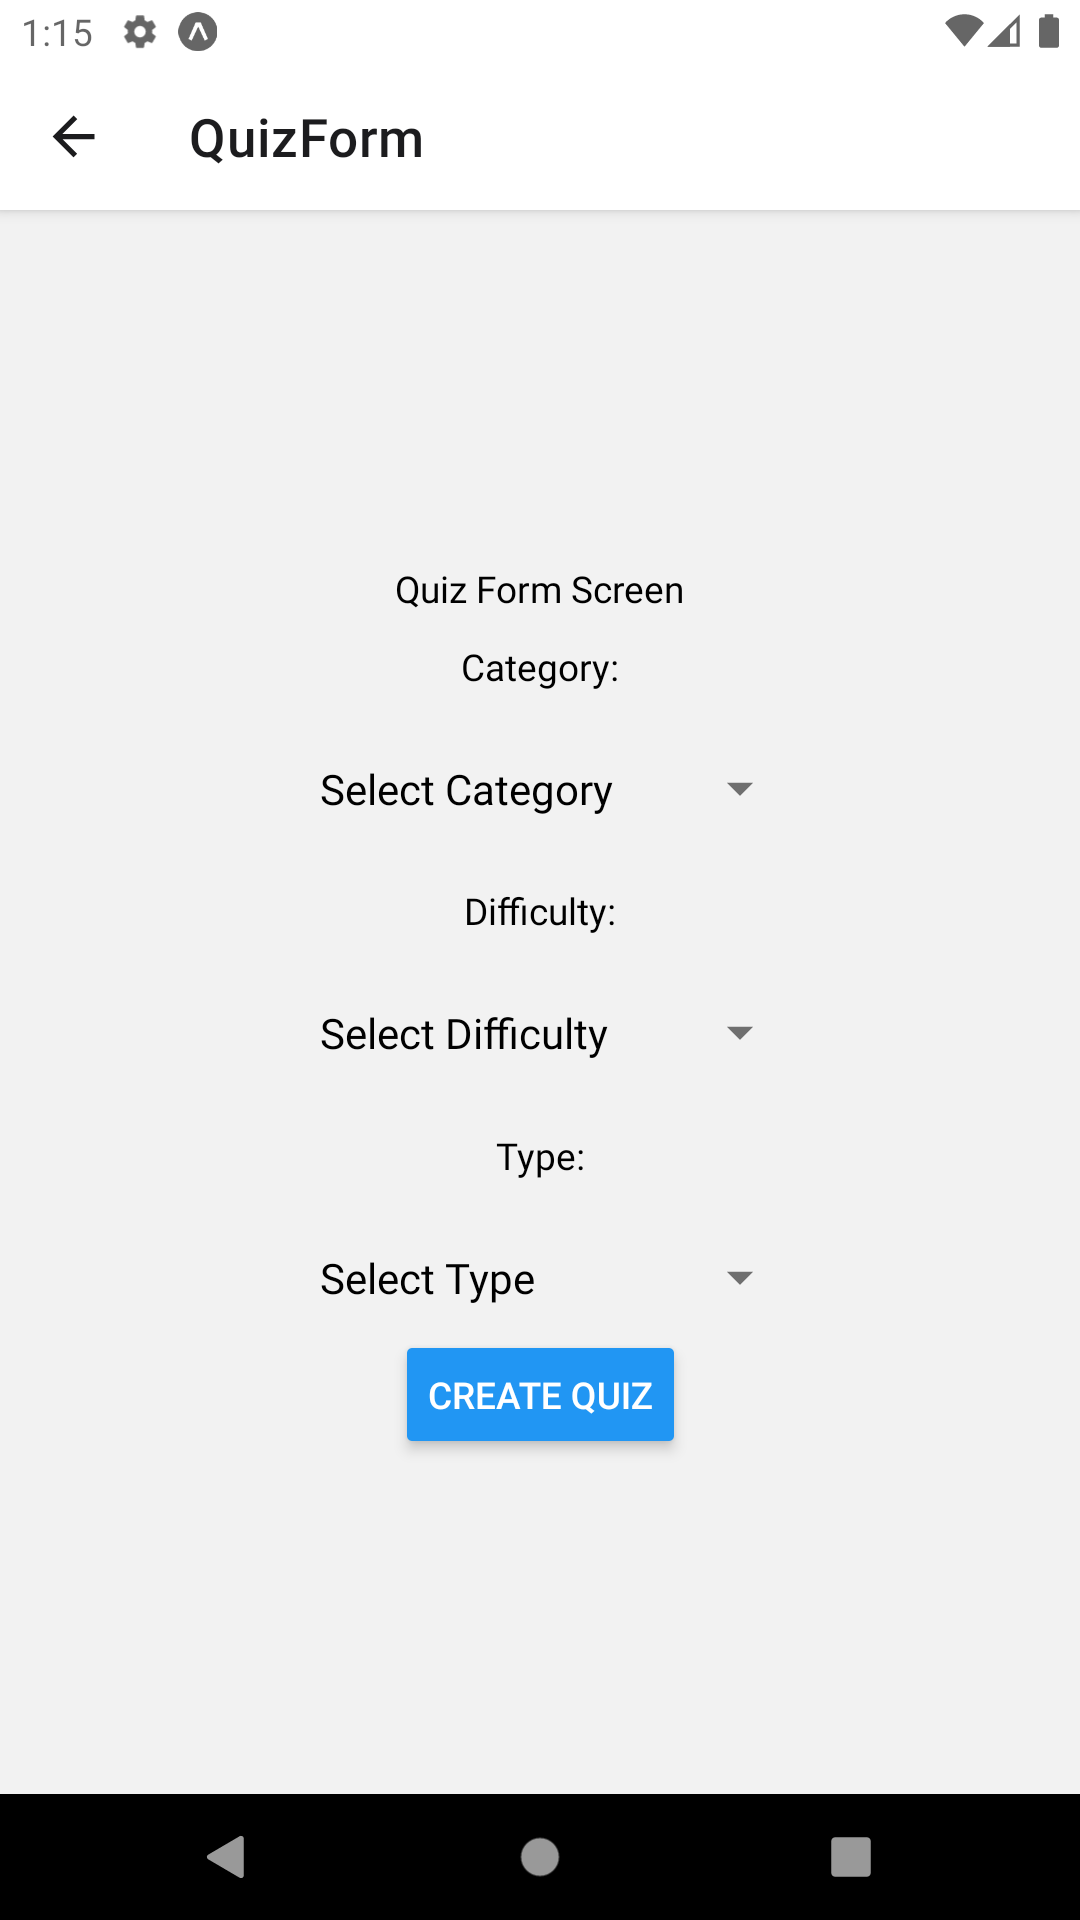 1:15
QuizForm
Quiz Form Screen
Category:
Select Category
Difficulty:
Select Difficulty
Type:
Select Type
CREATE QUIZ